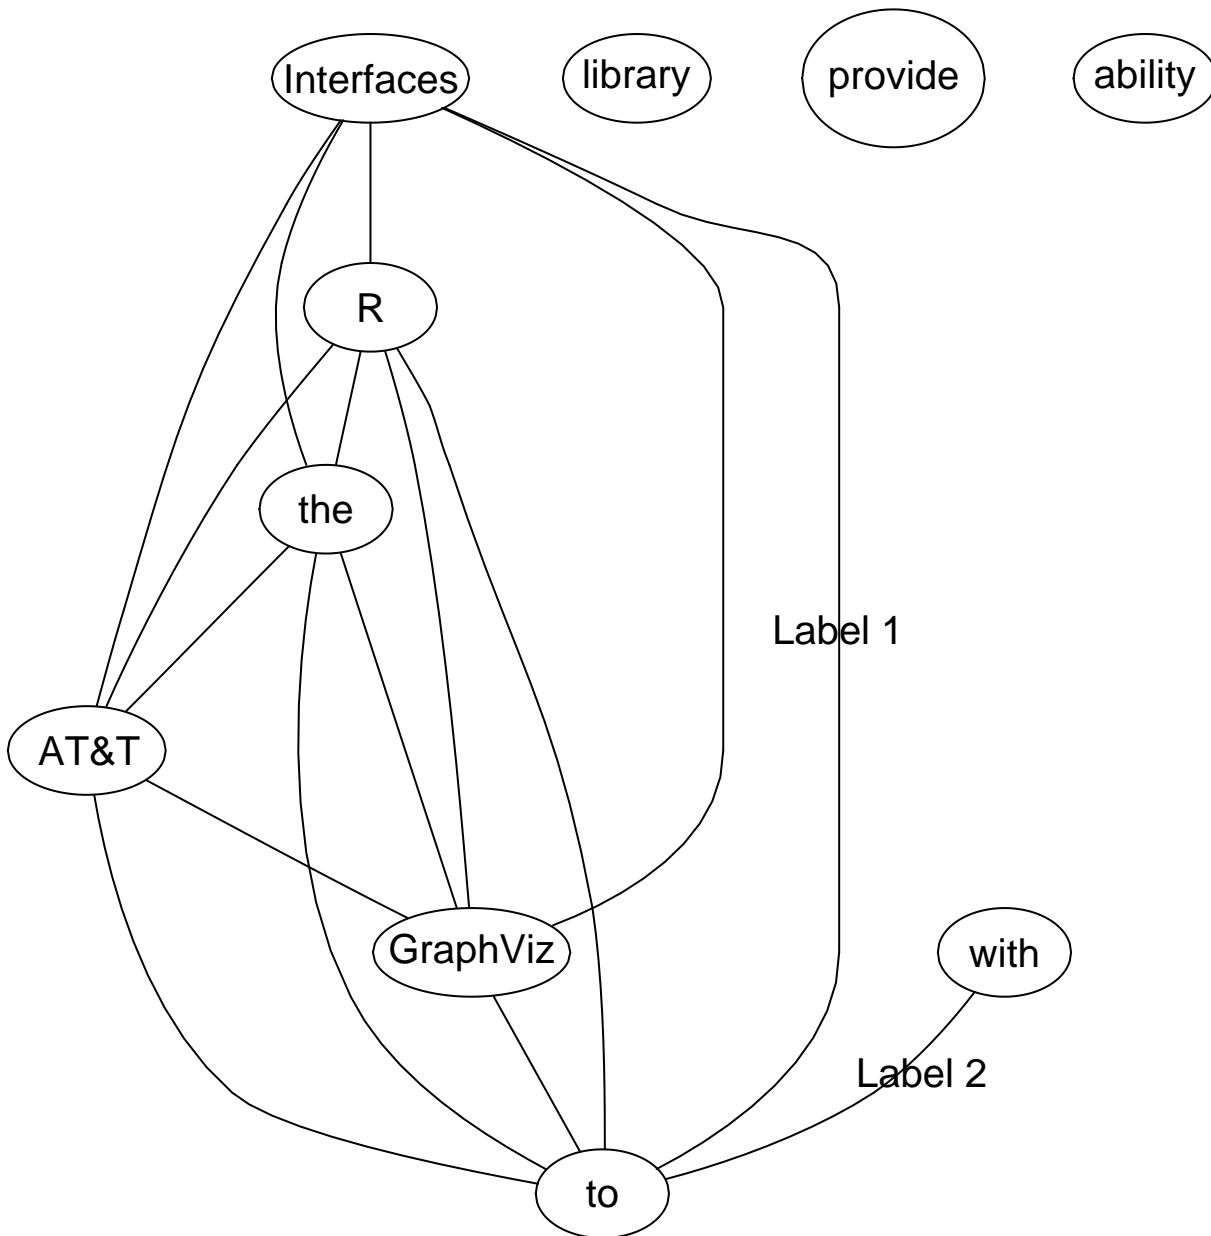 Interfaces
library
provide
ability
R
the
Label 1
AT&T
GraphViz
with
Label 2
to